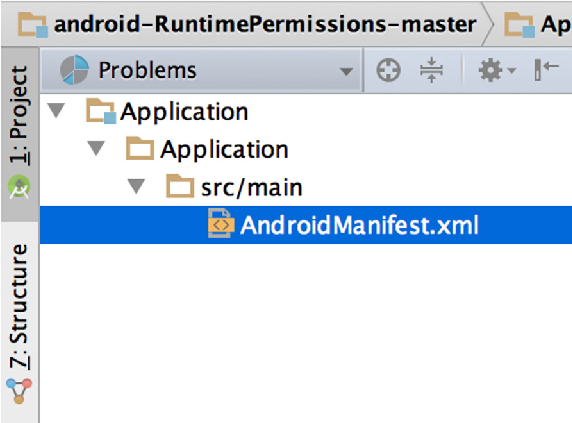 android-RuntimePermissions-master Ap
Problems
1: Project
Application
Application
src/main
AndroidManifest.xml
7: Structure